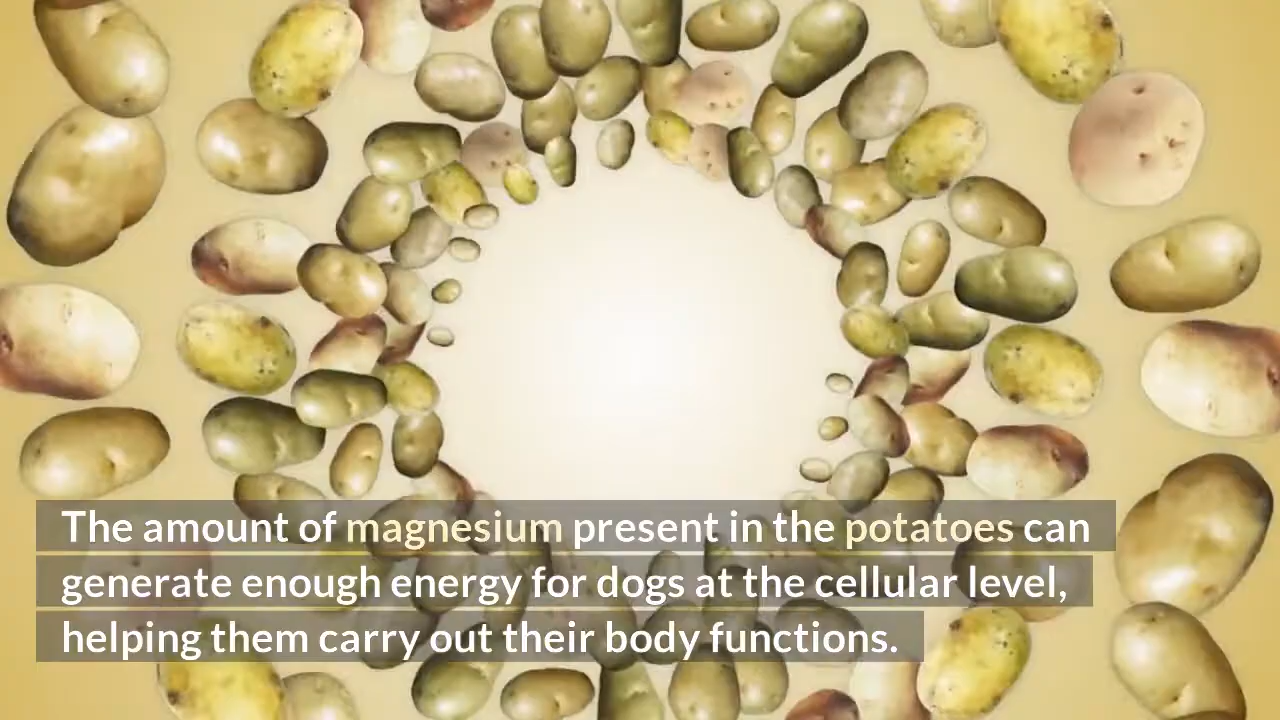 The amount of magnesium present in the potatoes can
generate enough energy for dogs at the cellular level,
helping them carry out their body functions.